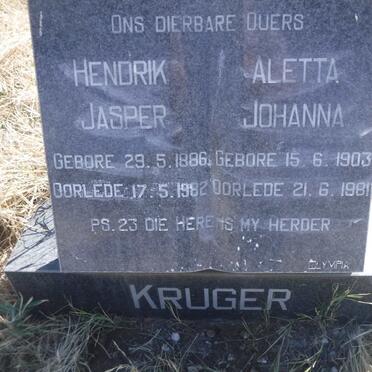 ONS DIERBARE OUERS
HENDRIK ALETTA
JASPER JOHANNA
GEBORE 29.5.1886 GEBORE 15.6.1903
OORLEDE 17.5.1982 OORLEDE 21.6.1981
PS. 23 DIE HERE IS MY HERDER
OLYMPIA
KRUGER